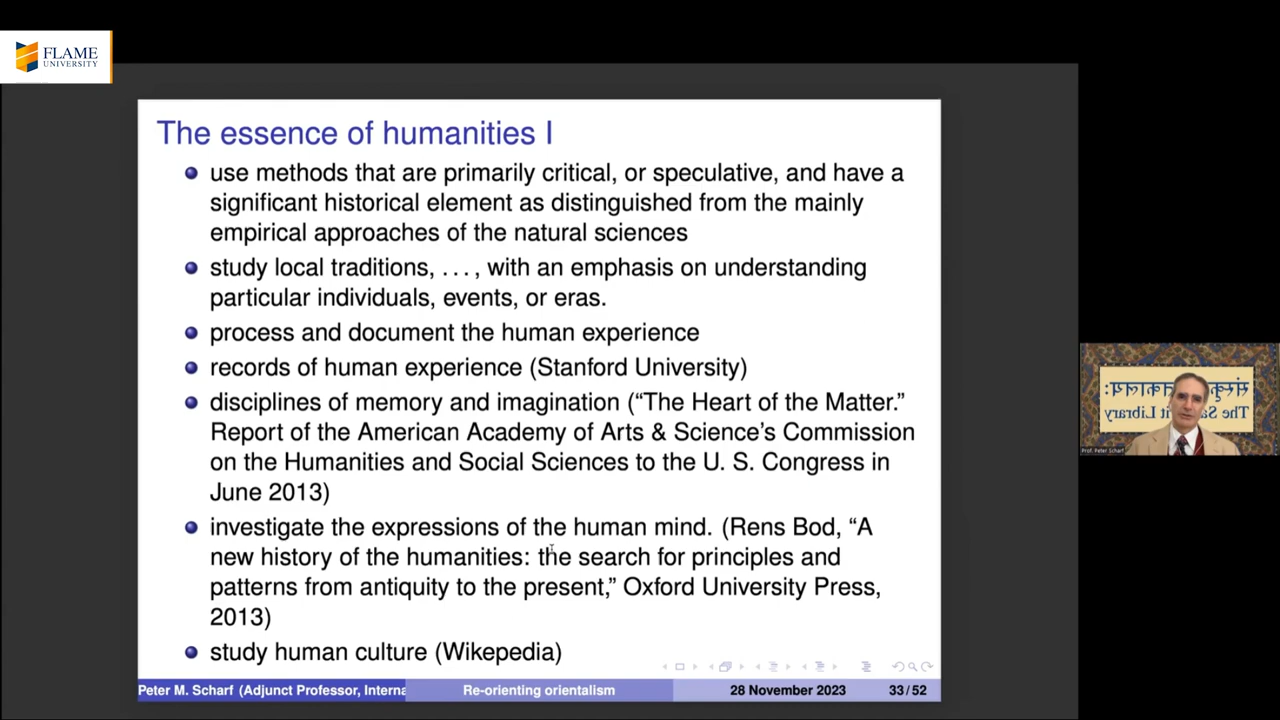 FLAME
UNIVERSITY
The essence of humanities I
use methods that are primarily critical, or speculative, and have a
significant historical element as distinguished from the mainly
empirical approaches of the natural sciences
study local traditions, . . . , with an emphasis on understanding
particular individuals, events, or eras.
process and document the human experience
records of human experience (Stanford University)
disciplines of memory and imagination (“The Heart of the Matter.”
Report of the American Academy of Arts & Science’s Commission
on the Humanities and Social Sciences to the U. S. Congress in
June 2013)
investigate the expressions of the human mind. (Rens Bod, “A
new history of the humanities: the search for principles and
patterns from antiquity to the present,” Oxford University Press,
2013)
study human culture (Wikepedia)
Peter M. Scharf (Adjunct Professor, Interna
Re-orienting orientalism
28 November 2023
33 / 52
The Sa
Library
Prof. Peter Scharf